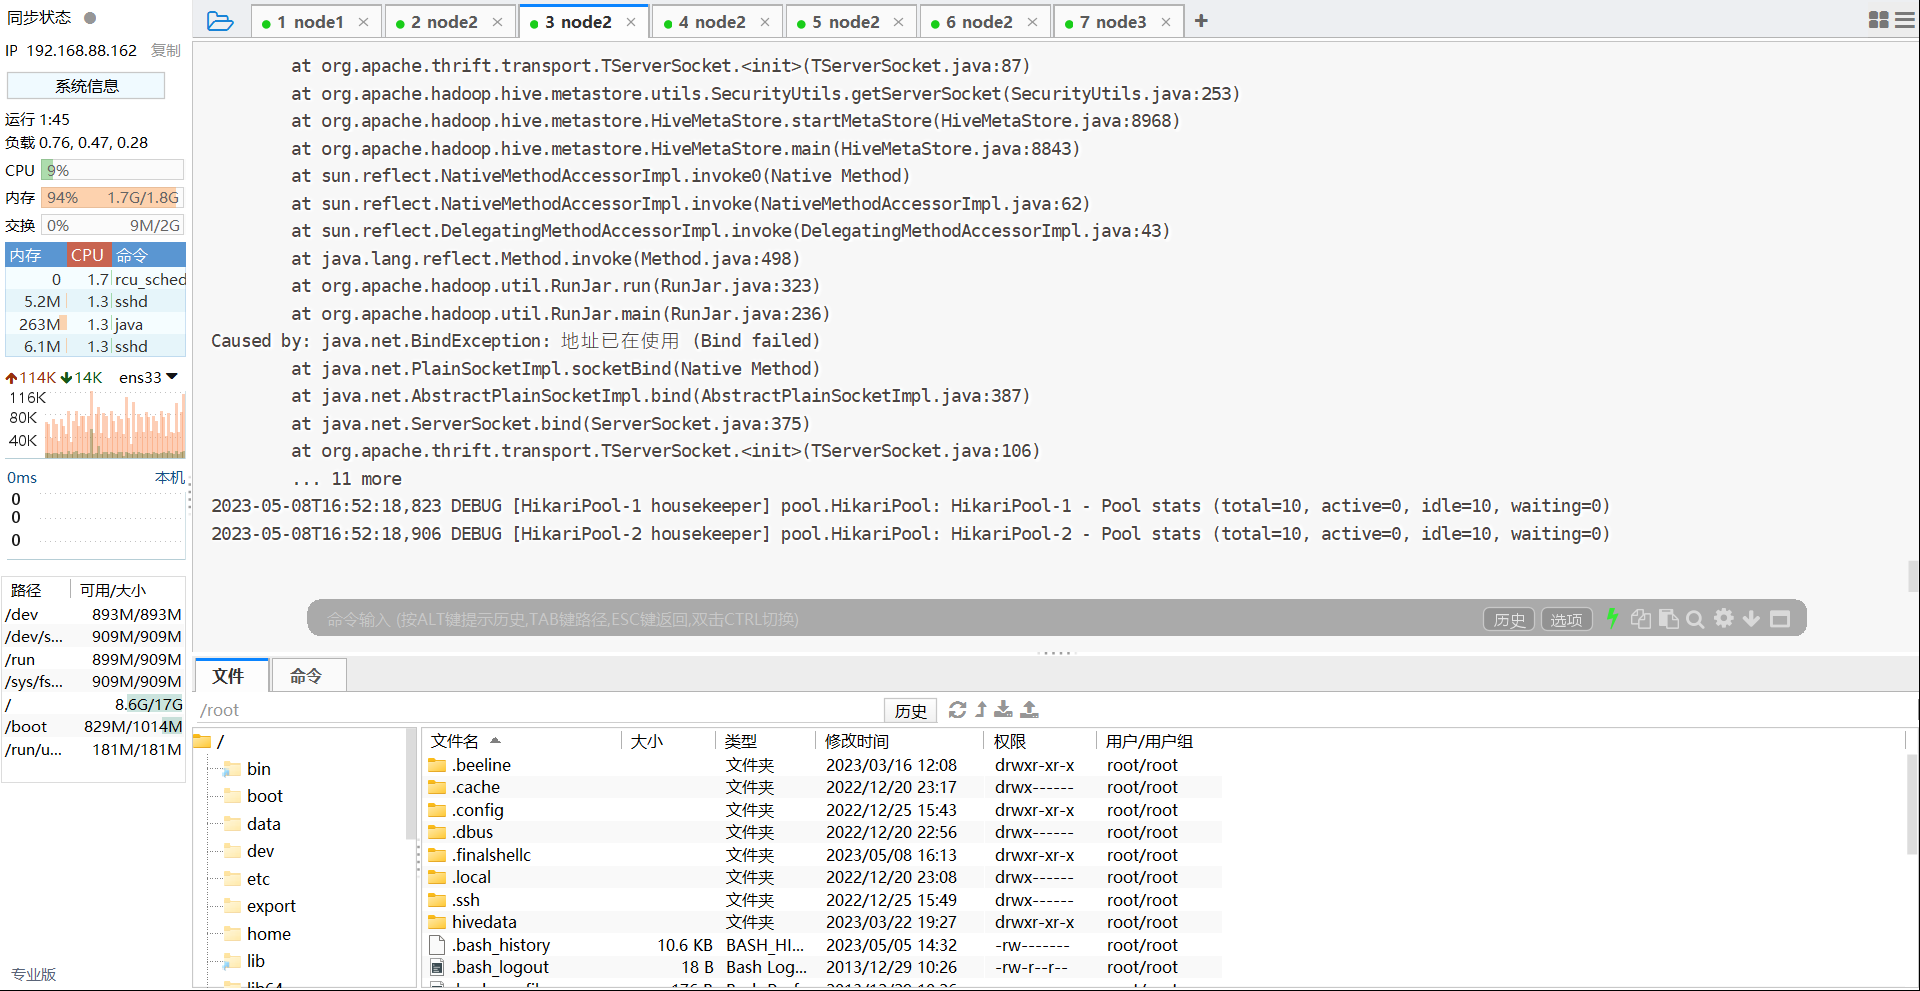 同步状态
IP 192.168.88.162 复制
系统信息
运行 1:45
负载 0.76, 0.47, 0.28
CPU 9%
内存 94% 1.7G/1.8G
交换 0% 9M/2G
内存 CPU 命令
0 1.7 rcu_sched
5.2M 1.3 sshd
263M 1.3 java
6.1M 1.3 sshd
114K 14K ens33
116K
80K
40K
0ms 本机
0
0
0
路径 可用/大小
/dev 893M/893M
/dev/s... 909M/909M
/run 899M/909M
/sys/fs... 909M/909M
/ 8.6G/17G
/boot 829M/1014M
/run/u... 181M/181M
专业版
1 node1 × 2 node2 × 3 node2 × 4 node2 × 5 node2 × 6 node2 × 7 node3 × +
at org.apache.thrift.transport.TServerSocket.<init>(TServerSocket.java:87)
at org.apache.hadoop.hive.metastore.utils.SecurityUtils.getServerSocket(SecurityUtils.java:253)
at org.apache.hadoop.hive.metastore.HiveMetaStore.startMetaStore(HiveMetaStore.java:8968)
at org.apache.hadoop.hive.metastore.HiveMetaStore.main(HiveMetaStore.java:8843)
at sun.reflect.NativeMethodAccessorImpl.invoke0(Native Method)
at sun.reflect.NativeMethodAccessorImpl.invoke(NativeMethodAccessorImpl.java:62)
at sun.reflect.DelegatingMethodAccessorImpl.invoke(DelegatingMethodAccessorImpl.java:43)
at java.lang.reflect.Method.invoke(Method.java:498)
at org.apache.hadoop.util.RunJar.run(RunJar.java:323)
at org.apache.hadoop.util.RunJar.main(RunJar.java:236)
Caused by: java.net.BindException: 地址已在使用 (Bind failed)
at java.net.PlainSocketImpl.socketBind(Native Method)
at java.net.AbstractPlainSocketImpl.bind(AbstractPlainSocketImpl.java:387)
at java.net.ServerSocket.bind(ServerSocket.java:375)
at org.apache.thrift.transport.TServerSocket.<init>(TServerSocket.java:106)
... 11 more
2023-05-08T16:52:18,823 DEBUG [HikariPool-1 housekeeper] pool.HikariPool: HikariPool-1 - Pool stats (total=10, active=0, idle=10, waiting=0)
2023-05-08T16:52:18,906 DEBUG [HikariPool-2 housekeeper] pool.HikariPool: HikariPool-2 - Pool stats (total=10, active=0, idle=10, waiting=0)
命令输入 (按ALT键提示历史,TAB键路径,ESC键返回,双击CTRL切换) 历史 选项
文件 命令
/root 历史
/
bin
boot
data
dev
etc
export
home
lib
lib64
文件名 大小 类型 修改时间 权限 用户/用户组
.beeline 文件夹 2023/03/16 12:08 drwxr-xr-x root/root
.cache 文件夹 2022/12/20 23:17 drwx------ root/root
.config 文件夹 2022/12/25 15:43 drwxr-xr-x root/root
.dbus 文件夹 2022/12/20 22:56 drwx------ root/root
.finalshellc 文件夹 2023/05/08 16:13 drwxr-xr-x root/root
.local 文件夹 2022/12/20 23:08 drwx------ root/root
.ssh 文件夹 2022/12/25 15:49 drwx------ root/root
hivedata 文件夹 2023/03/22 19:27 drwxr-xr-x root/root
.bash_history 10.6 KB BASH_HI... 2023/05/05 14:32 -rw------- root/root
.bash_logout 18 B Bash Log... 2013/12/29 10:26 -rw-r--r-- root/root